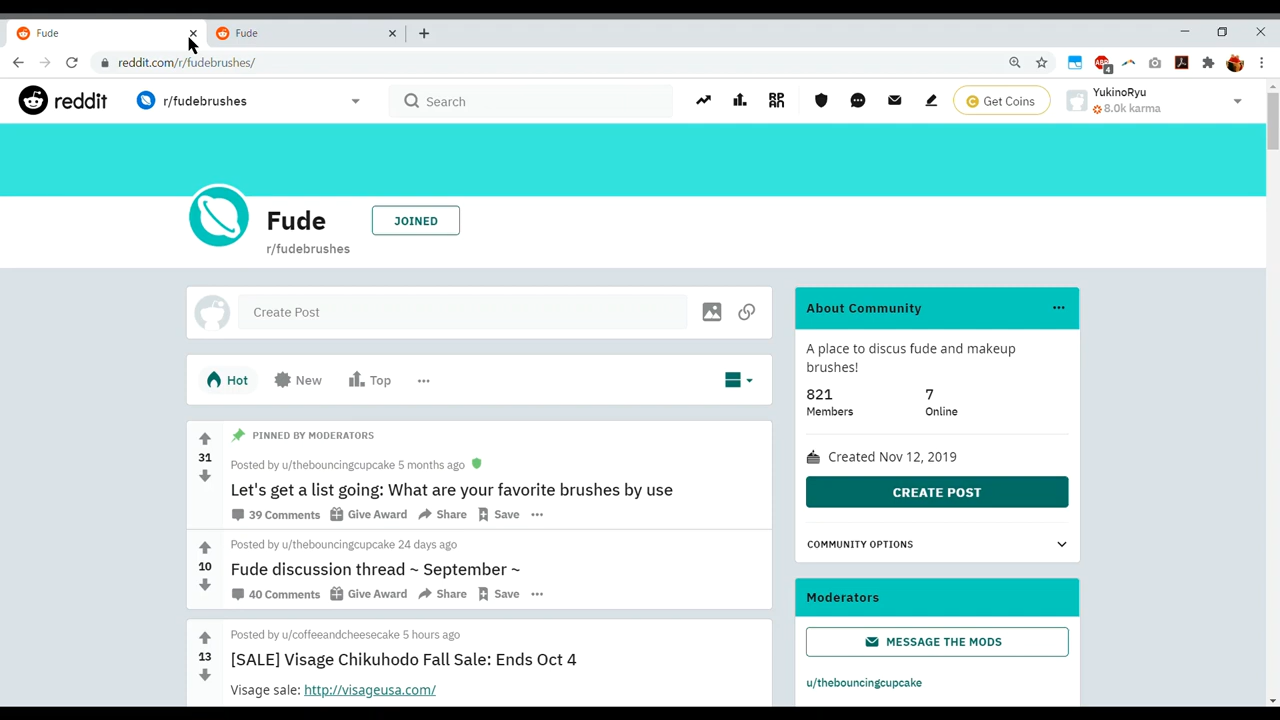 Fude
Fude
reddit.com/r/fudebrushes/
4
reddit
r/fudebrushes
Search
Get Coins
YukinoRyu
8.0k karma
Fude
JOINED
r/fudebrushes
Create Post
Hot
New
Top
PINNED BY MODERATORS
31
Posted by u/thebouncingcupcake 5 months ago
Let's get a list going: What are your favorite brushes by use
39 Comments
Give Award
Share
Save
Posted by u/thebouncingcupcake 24 days ago
10
Fude discussion thread ~ September ~
40 Comments
Give Award
Share
Save
Posted by u/coffeeandcheesecake 5 hours ago
13
[SALE] Visage Chikuhodo Fall Sale: Ends Oct 4
Visage sale: http://visageusa.com/
About Community
A place to discus fude and makeup
brushes!
821
Members
7
Online
Created Nov 12, 2019
CREATE POST
COMMUNITY OPTIONS
Moderators
MESSAGE THE MODS
u/thebouncingcupcake